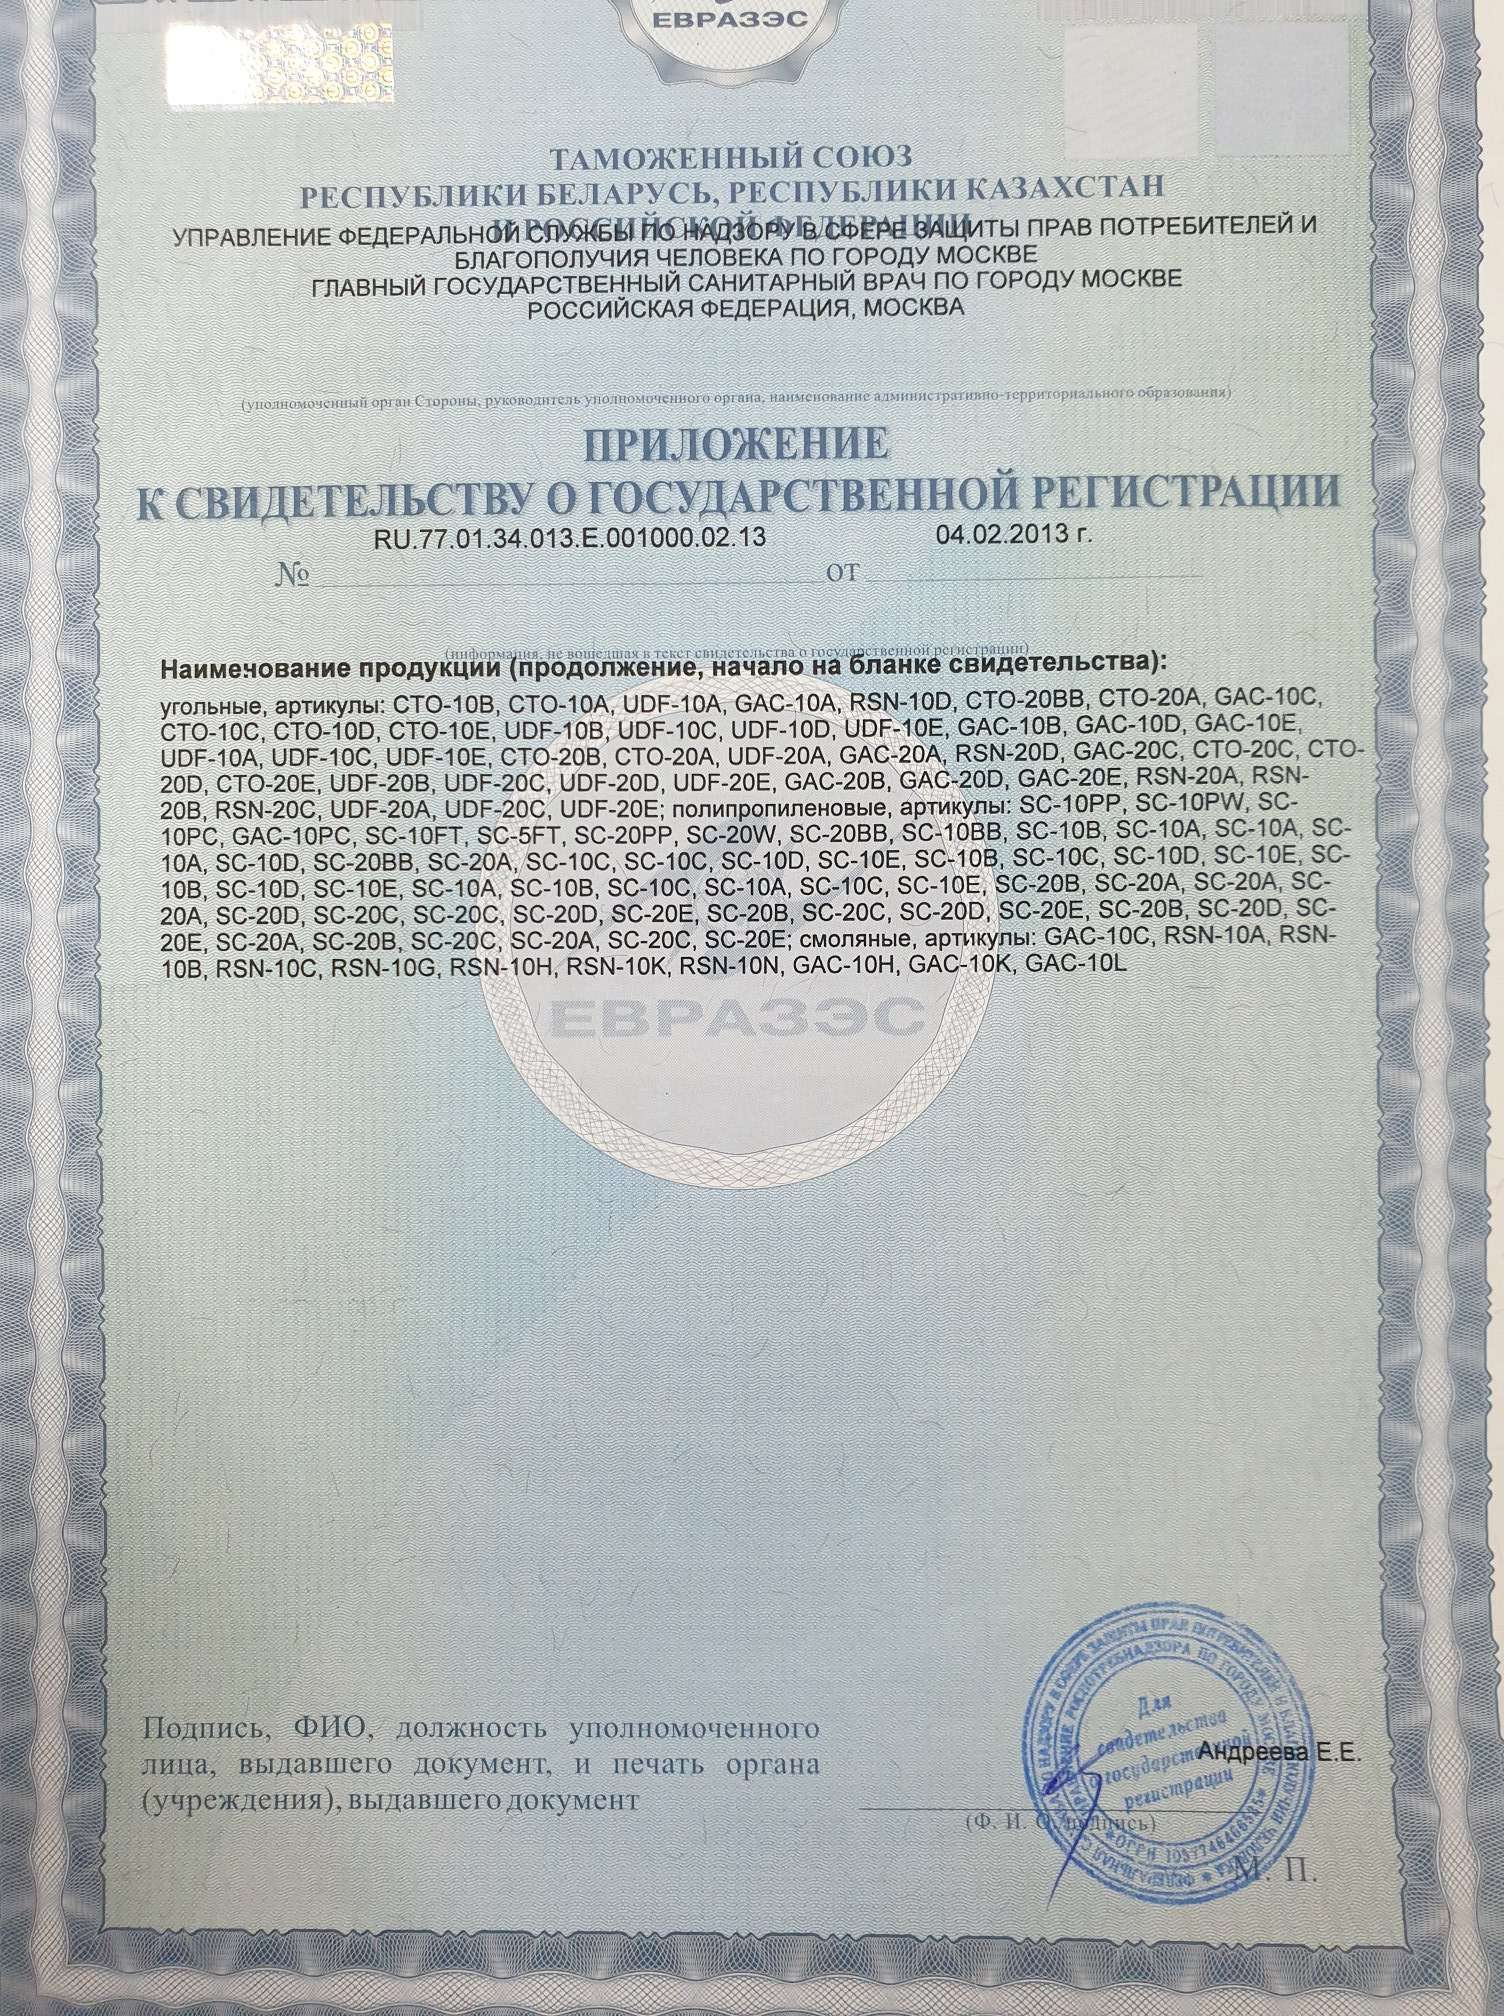 ЕВРАЗЭС
ТАМОЖЕННЫЙ СОЮЗ
РЕСПУБЛИКИ БЕЛАРУСЬ, РЕСПУБЛИКИ КАЗАХСТАН
И РОССИЙСКОЙ ФЕДЕРАЦИИ
УПРАВЛЕНИЕ ФЕДЕРАЛЬНОЙ СЛУЖБЫ ПО НАДЗОРУ В СФЕРЕ ЗАЩИТЫ ПРАВ ПОТРЕБИТЕЛЕЙ И
БЛАГОПОЛУЧИЯ ЧЕЛОВЕКА ПО ГОРОДУ МОСКВЕ
ГЛАВНЫЙ ГОСУДАРСТВЕННЫЙ САНИТАРНЫЙ ВРАЧ ПО ГОРОДУ МОСКВЕ
РОССИЙСКАЯ ФЕДЕРАЦИЯ, МОСКВА
(уполномоченный орган Стороны, руководитель уполномоченного органа, наименование административно-территориального образования)
ПРИЛОЖЕНИЕ
К СВИДЕТЕЛЬСТВУ О ГОСУДАРСТВЕННОЙ РЕГИСТРАЦИИ
RU.77.01.34.013.E.001000.02.13 04.02.2013 г.
№ от
(информация, не вошедшая в текст свидетельства о государственной регистрации)
Наименование продукции (продолжение, начало на бланке свидетельства):
угольные, артикулы: CTO-10B, CTO-10A, UDF-10A, GAC-10A, RSN-10D, CTO-20BB, CTO-20A, GAC-10C,
CTO-10C, CTO-10D, CTO-10E, UDF-10B, UDF-10C, UDF-10D, UDF-10E, GAC-10B, GAC-10D, GAC-10E,
UDF-10A, UDF-10C, UDF-10E, CTO-20B, CTO-20A, UDF-20A, GAC-20A, RSN-20D, GAC-20C, CTO-20C, CTO-
20D, CTO-20E, UDF-20B, UDF-20C, UDF-20D, UDF-20E, GAC-20B, GAC-20D, GAC-20E, RSN-20A, RSN-
20B, RSN-20C, UDF-20A, UDF-20C, UDF-20E; полипропиленовые, артикулы: SC-10PP, SC-10PW, SC-
10PC, GAC-10PC, SC-10FT, SC-5FT, SC-20PP, SC-20W, SC-20BB, SC-10BB, SC-10B, SC-10A, SC-10A, SC-
10A, SC-10D, SC-20BB, SC-20A, SC-10C, SC-10C, SC-10D, SC-10E, SC-10B, SC-10C, SC-10D, SC-10E, SC-
10B, SC-10D, SC-10E, SC-10A, SC-10B, SC-10C, SC-10A, SC-10C, SC-10E, SC-20B, SC-20A, SC-20A, SC-
20A, SC-20D, SC-20C, SC-20C, SC-20D, SC-20E, SC-20B, SC-20C, SC-20D, SC-20E, SC-20B, SC-20D, SC-
20E, SC-20A, SC-20B, SC-20C, SC-20A, SC-20C, SC-20E; смоляные, артикулы: GAC-10C, RSN-10A, RSN-
10B, RSN-10C, RSN-10G, RSN-10H, RSN-10K, RSN-10N, GAC-10H, GAC-10K, GAC-10L
ЕВРАЗЭС
Подпись, ФИО, должность уполномоченного
лица, выдавшего документ, и печать органа
(учреждения), выдавшего документ
Андреева Е.Е.
(Ф. И. О./подпись)
М. П.
Для
свидетельства
о государственной
регистрации